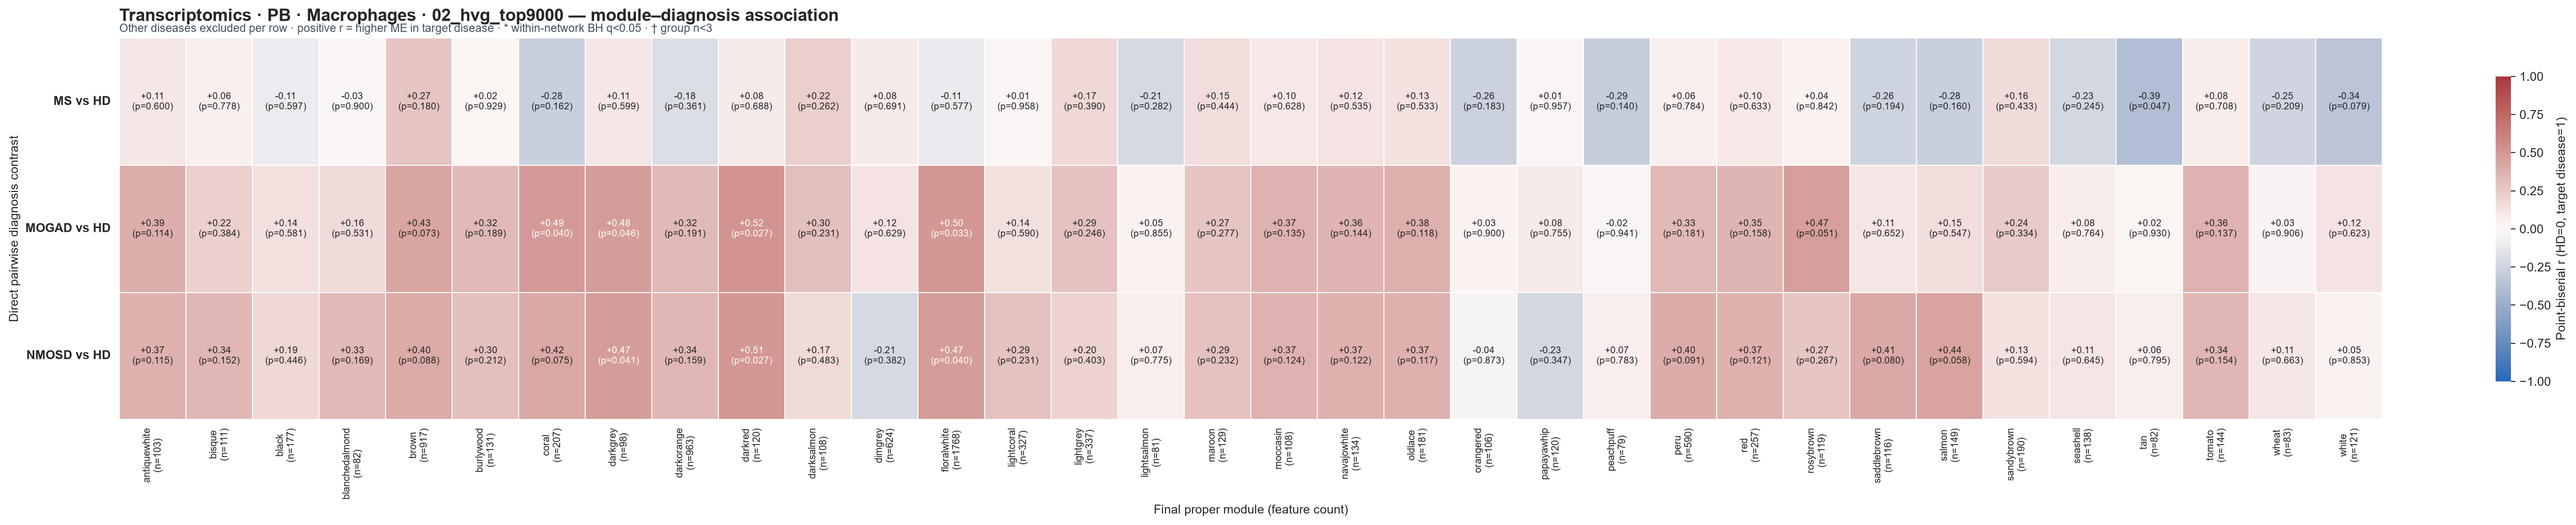 Transcriptomics · PB · Macrophages · 02_hvg_top9000 — module–diagnosis association
Other diseases excluded per row · positive r = higher ME in target disease · * within-network BH q<0.05 · † group n<3
Direct pairwise diagnosis contrast
MS vs HD
+0.11 +0.06 -0.11 -0.03 +0.27 +0.02 -0.28 +0.11 -0.18 +0.08 +0.22 +0.08 -0.11 +0.01 +0.17 -0.21 +0.15 +0.10 +0.12 +0.13 -0.26 +0.01 -0.29 +0.06 +0.10 +0.04 -0.26 -0.28 +0.16 -0.23 -0.39 +0.08 -0.25 -0.34
(p=0.600) (p=0.778) (p=0.597) (p=0.900) (p=0.180) (p=0.929) (p=0.162) (p=0.599) (p=0.361) (p=0.688) (p=0.262) (p=0.691) (p=0.577) (p=0.958) (p=0.390) (p=0.282) (p=0.444) (p=0.628) (p=0.535) (p=0.533) (p=0.183) (p=0.957) (p=0.140) (p=0.784) (p=0.633) (p=0.842) (p=0.194) (p=0.160) (p=0.433) (p=0.245) (p=0.047) (p=0.708) (p=0.209) (p=0.079)
MOGAD vs HD
+0.39 +0.22 +0.14 +0.16 +0.43 +0.32 +0.49 +0.48 +0.32 +0.52 +0.30 +0.12 +0.50 +0.14 +0.29 +0.05 +0.27 +0.37 +0.36 +0.38 +0.03 +0.08 -0.02 +0.33 +0.35 +0.47 +0.11 +0.15 +0.24 +0.08 +0.02 +0.36 +0.03 +0.12
(p=0.114) (p=0.384) (p=0.581) (p=0.531) (p=0.073) (p=0.189) (p=0.040) (p=0.046) (p=0.191) (p=0.027) (p=0.231) (p=0.629) (p=0.033) (p=0.590) (p=0.246) (p=0.855) (p=0.277) (p=0.135) (p=0.144) (p=0.118) (p=0.900) (p=0.755) (p=0.941) (p=0.181) (p=0.158) (p=0.051) (p=0.652) (p=0.547) (p=0.334) (p=0.764) (p=0.930) (p=0.137) (p=0.906) (p=0.623)
NMOSD vs HD
+0.37 +0.34 +0.19 +0.33 +0.40 +0.30 +0.42 +0.47 +0.34 +0.51 +0.17 -0.21 +0.47 +0.29 +0.20 +0.07 +0.29 +0.37 +0.37 +0.37 -0.04 -0.23 +0.07 +0.40 +0.37 +0.27 +0.41 +0.44 +0.13 +0.11 +0.06 +0.34 +0.11 +0.05
(p=0.115) (p=0.152) (p=0.446) (p=0.169) (p=0.088) (p=0.212) (p=0.075) (p=0.041) (p=0.159) (p=0.027) (p=0.483) (p=0.382) (p=0.040) (p=0.231) (p=0.403) (p=0.775) (p=0.232) (p=0.124) (p=0.122) (p=0.117) (p=0.873) (p=0.347) (p=0.783) (p=0.091) (p=0.121) (p=0.267) (p=0.080) (p=0.058) (p=0.594) (p=0.645) (p=0.795) (p=0.154) (p=0.663) (p=0.853)
antiquewhite
(n=103)
bisque
(n=111)
black
(n=177)
blanchedalmond
(n=82)
brown
(n=917)
burlywood
(n=131)
coral
(n=207)
darkgrey
(n=98)
darkorange
(n=963)
darkred
(n=120)
darksalmon
(n=108)
dimgrey
(n=624)
floralwhite
(n=1768)
lightcoral
(n=327)
lightgrey
(n=337)
lightsalmon
(n=81)
maroon
(n=129)
moccasin
(n=108)
navajowhite
(n=134)
oldlace
(n=181)
orangered
(n=106)
papayawhip
(n=120)
peachpuff
(n=79)
peru
(n=590)
red
(n=257)
rosybrown
(n=119)
saddlebrown
(n=116)
salmon
(n=149)
sandybrown
(n=190)
seashell
(n=138)
tan
(n=82)
tomato
(n=144)
wheat
(n=83)
white
(n=121)
Final proper module (feature count)
1.00
0.75
0.50
0.25
0.00
−0.25
−0.50
−0.75
−1.00
Point-biserial r (HD=0, target disease=1)